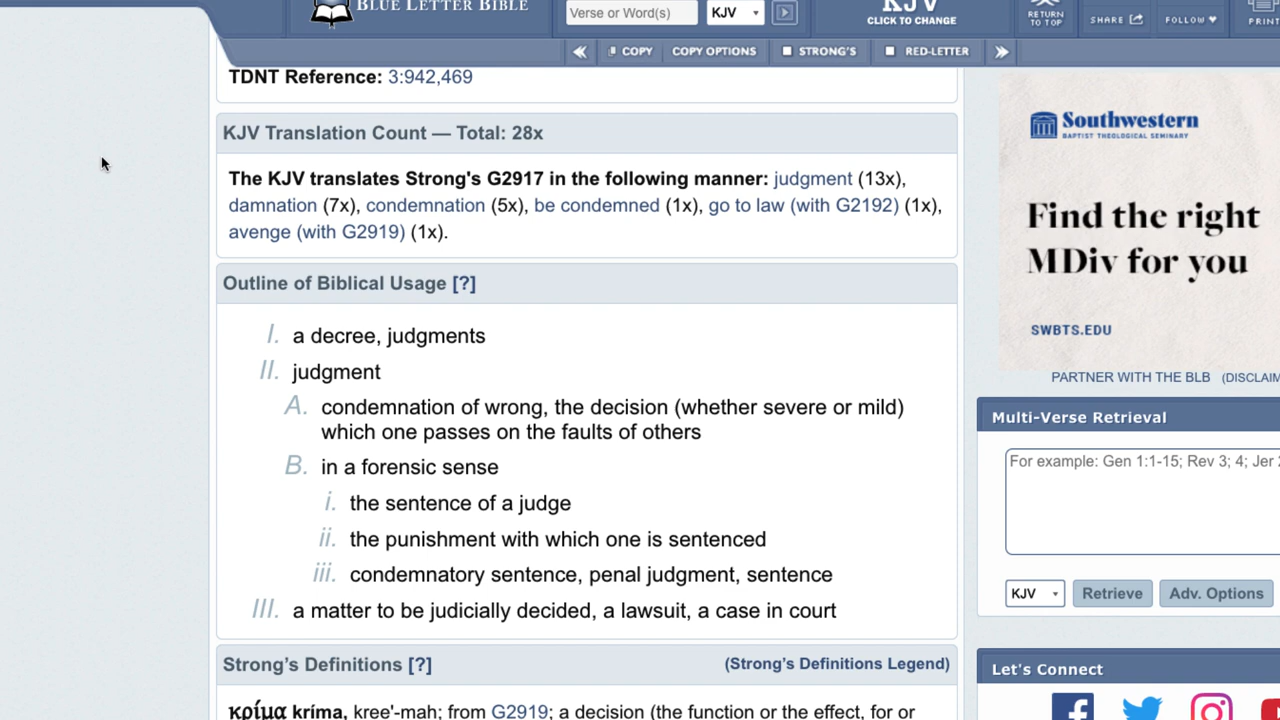 BLUE LETTER BIBLE
Verse or Word(s)
KJV
KJV
CLICK TO CHANGE
RETURN
TO TOP
SHARE
FOLLOW
PRINT
COPY
COPY OPTIONS
STRONG'S
RED-LETTER
TDNT Reference: 3:942,469
KJV Translation Count — Total: 28x
The KJV translates Strong's G2917 in the following manner: judgment (13x),
damnation (7x), condemnation (5x), be condemned (1x), go to law (with G2192) (1x),
avenge (with G2919) (1x).
Outline of Biblical Usage [?]
I. a decree, judgments
II. judgment
A. condemnation of wrong, the decision (whether severe or mild)
which one passes on the faults of others
B. in a forensic sense
i. the sentence of a judge
ii. the punishment with which one is sentenced
iii. condemnatory sentence, penal judgment, sentence
III. a matter to be judicially decided, a lawsuit, a case in court
Strong's Definitions [?]
(Strong's Definitions Legend)
κρίμα kríma, kree'-mah; from G2919; a decision (the function or the effect, for or
Southwestern
BAPTIST THEOLOGICAL SEMINARY
Find the right
MDiv for you
SWBTS.EDU
PARTNER WITH THE BLB (DISCLAIM
Multi-Verse Retrieval
For example: Gen 1:1-15; Rev 3; 4; Jer
KJV
Retrieve
Adv. Options
Let's Connect